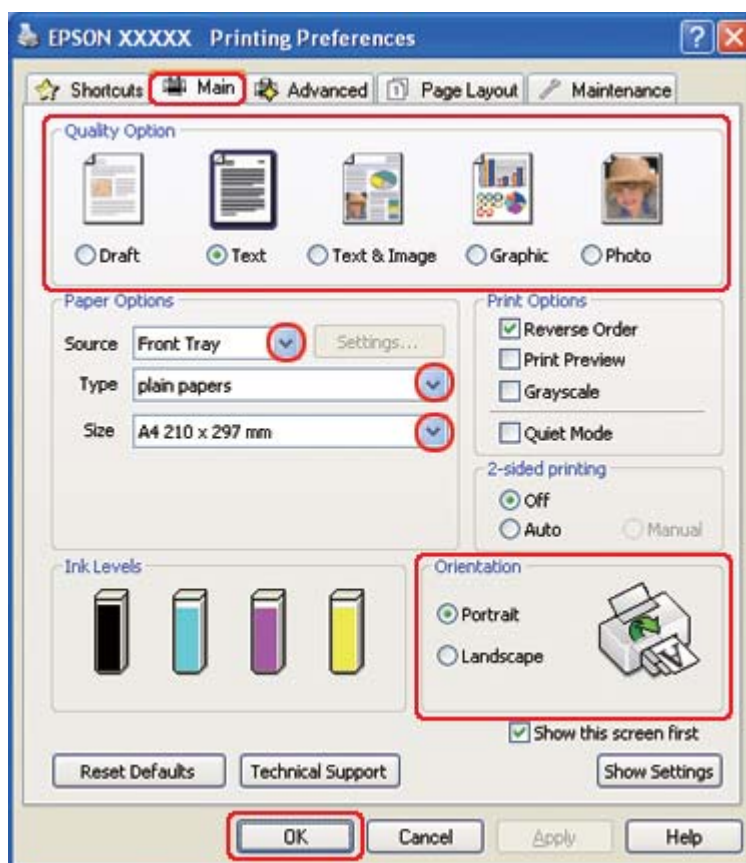 EPSON XXXXX Printing Preferences
Shortcuts Main Advanced Page Layout Maintenance
Quality Option
Draft Text Text & Image Graphic Photo
Paper Options
Source Front Tray Settings...
Type plain papers
Size A4 210 x 297 mm
Print Options
Reverse Order
Print Preview
Grayscale
Quiet Mode
2-sided printing
Off
Auto Manual
Ink Levels
Orientation
Portrait
Landscape
Show this screen first
Reset Defaults Technical Support Show Settings
OK Cancel Apply Help